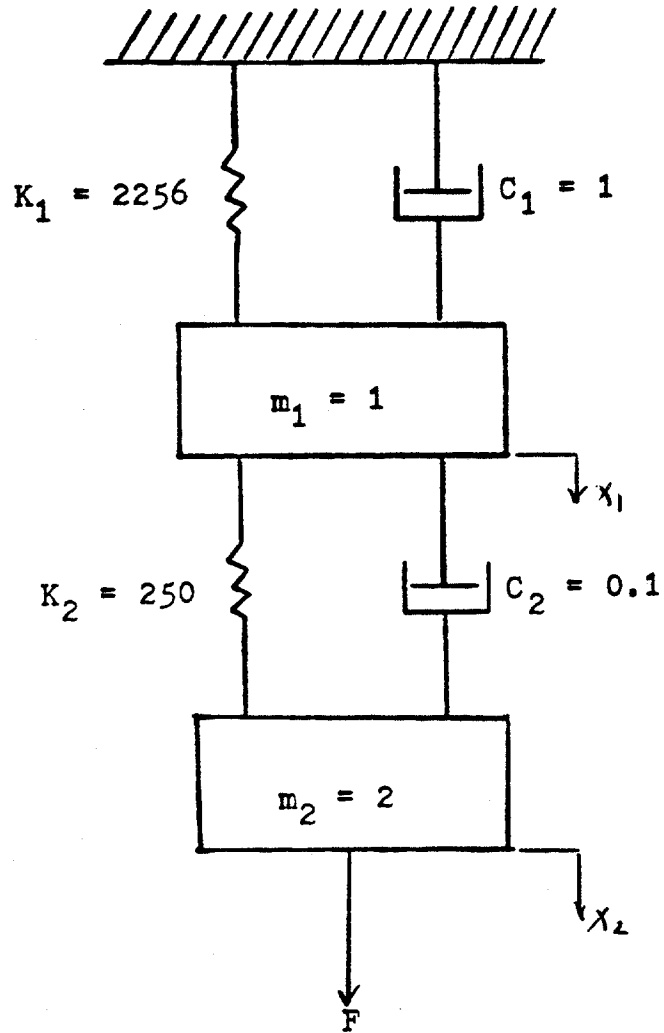 K₁ = 2256
C₁ = 1
m₁ = 1
x₁
K₂ = 250
C₂ = 0.1
m₂ = 2
x₂
F